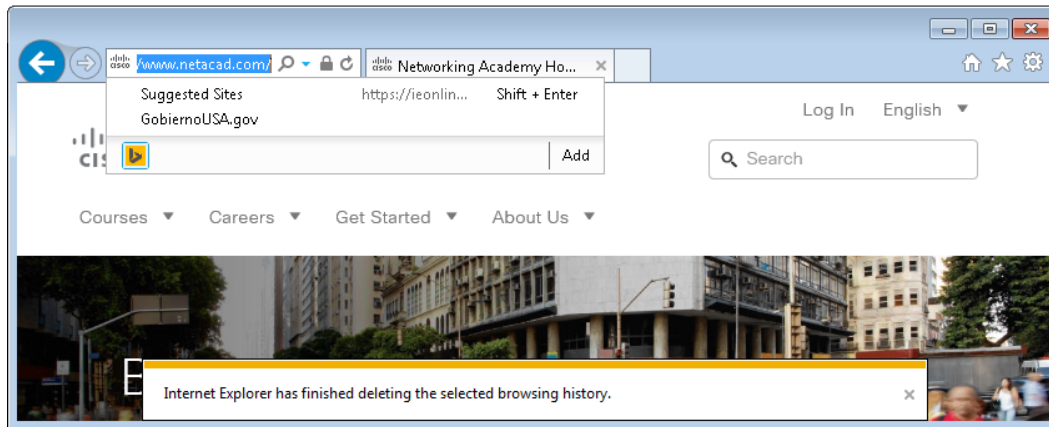 /www.netacad.com/
Networking Academy Ho...
Suggested Sites https://ieonlin... Shift + Enter
GobiernoUSA.gov
Add
Log In English
Search
Courses Careers Get Started About Us
Internet Explorer has finished deleting the selected browsing history.